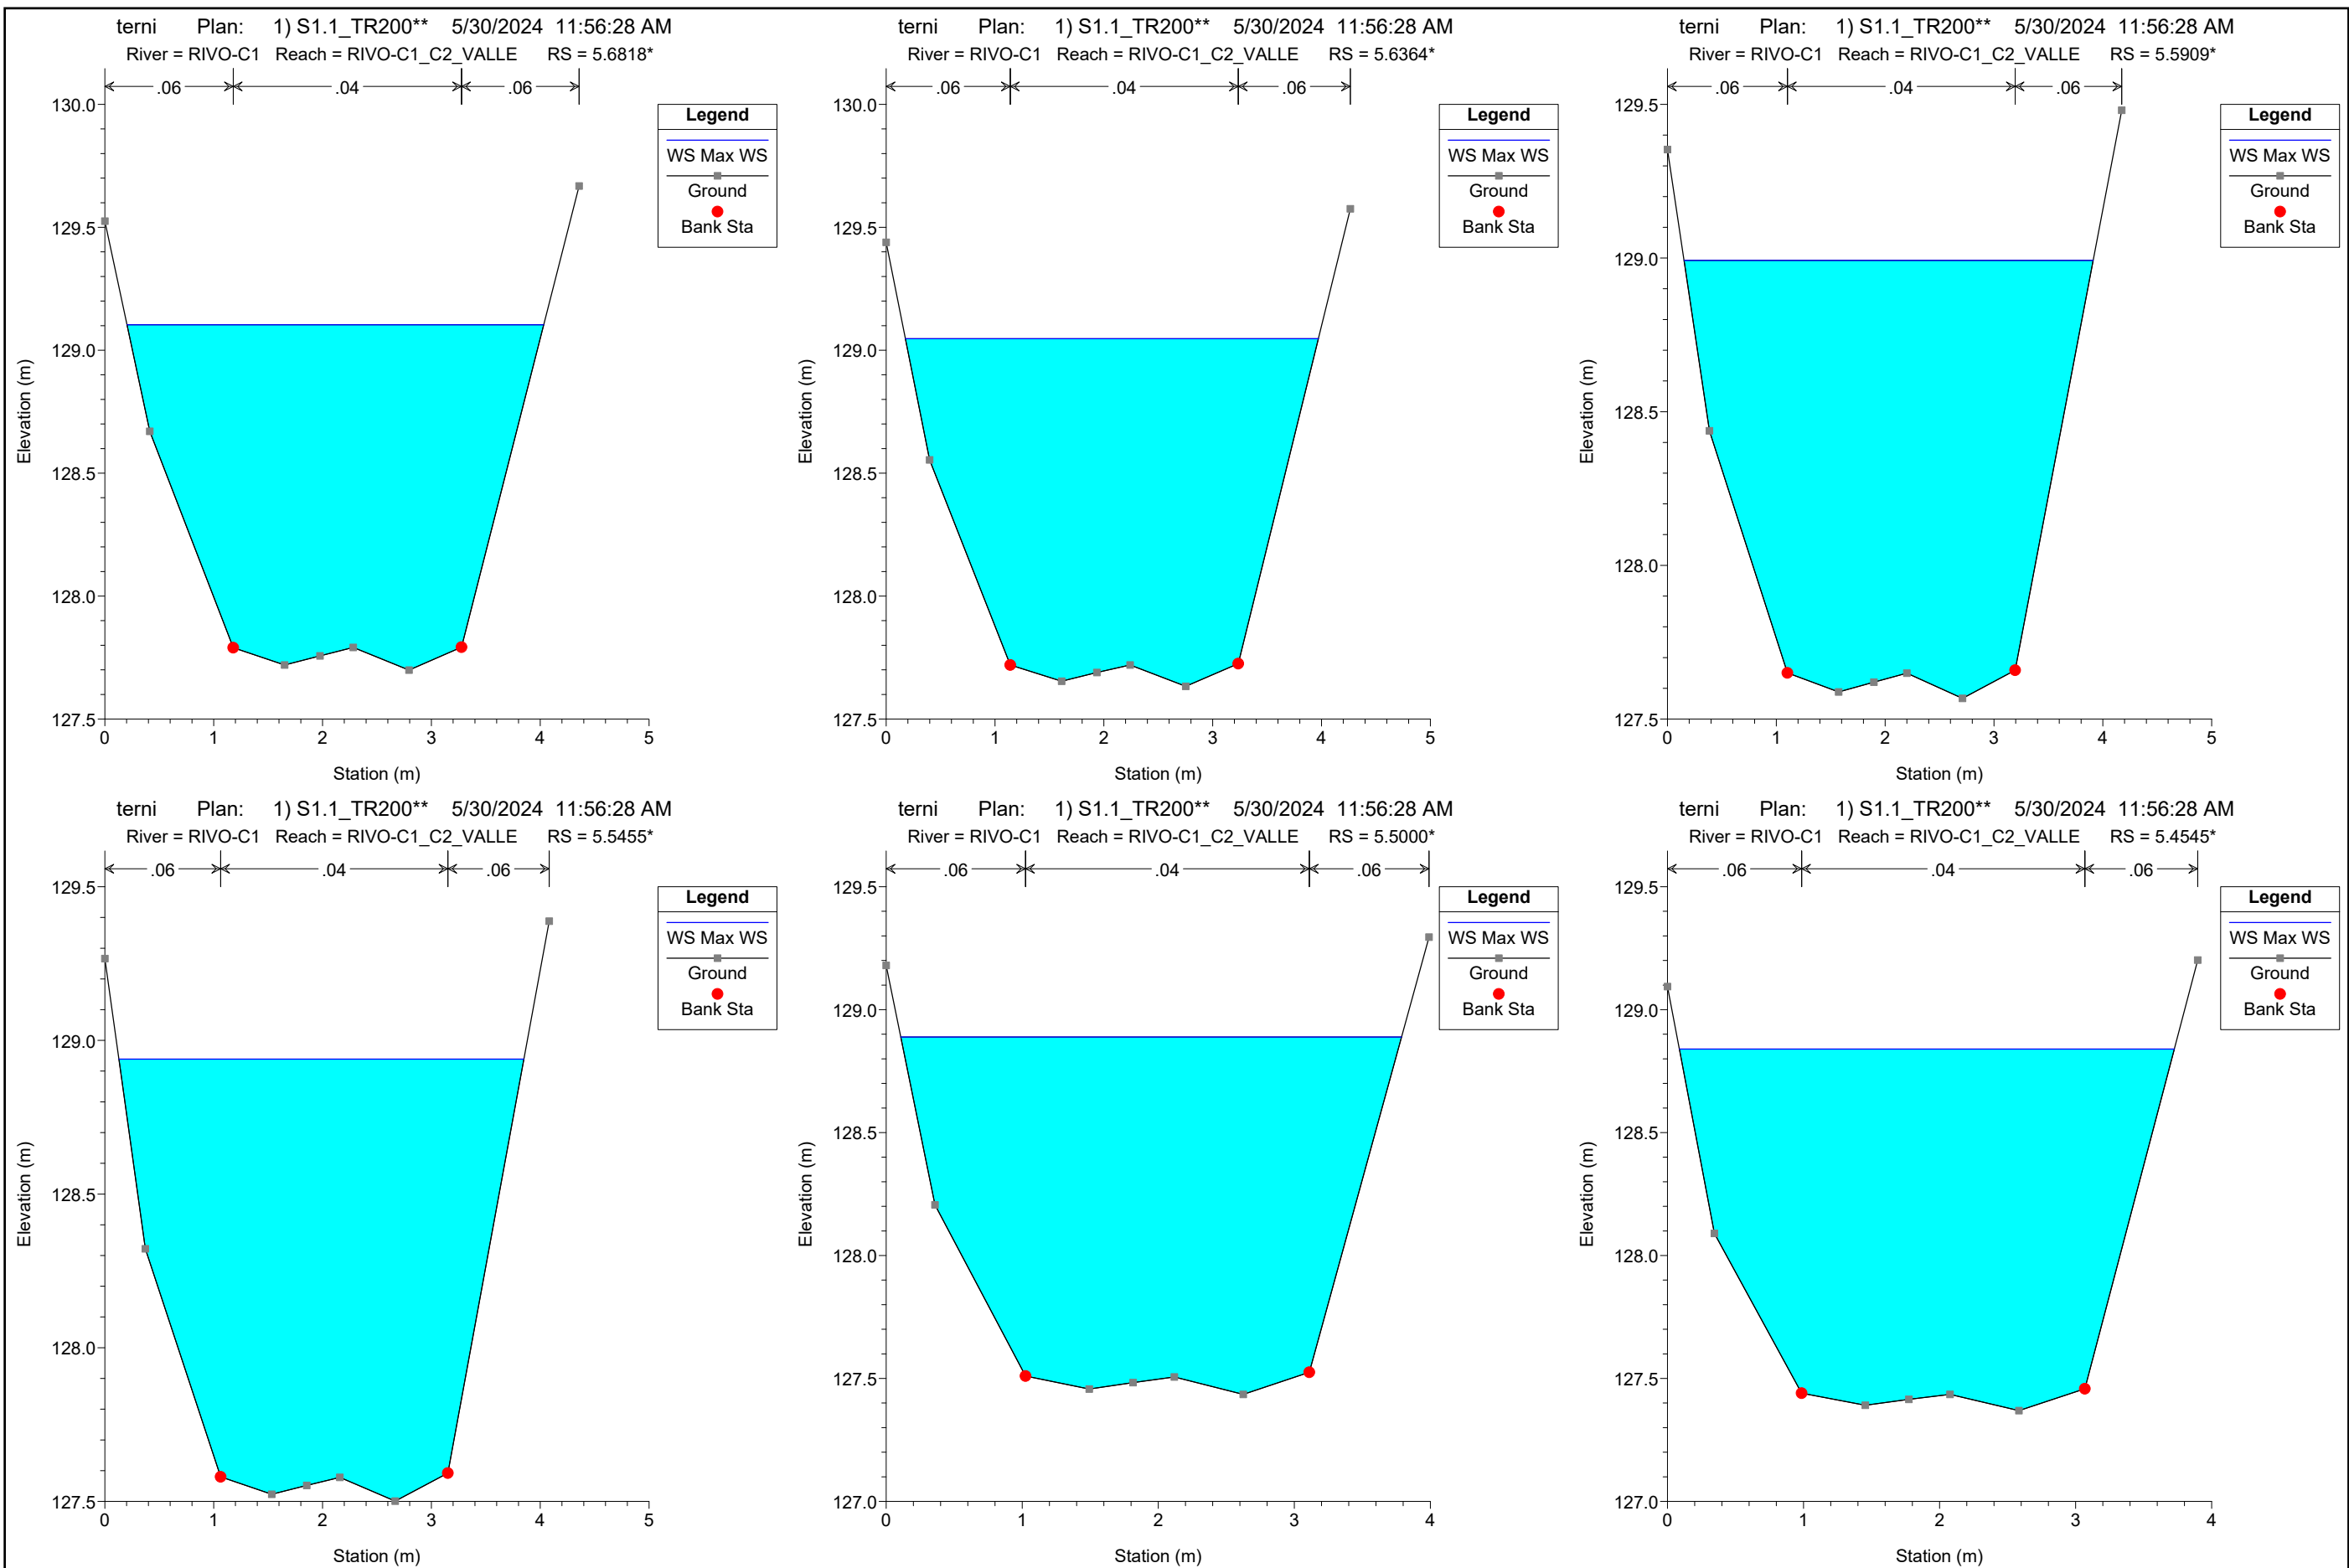 terni Plan: 1) S1.1_TR200** 5/30/2024 11:56:28 AM
River = RIVO-C1 Reach = RIVO-C1_C2_VALLE RS = 5.6818*
.06 .04 .06
130.0
129.5
129.0
128.5
128.0
127.5
0 1 2 3 4 5
Station (m)
Elevation (m)
Legend
WS Max WS
Ground
Bank Sta
terni Plan: 1) S1.1_TR200** 5/30/2024 11:56:28 AM
River = RIVO-C1 Reach = RIVO-C1_C2_VALLE RS = 5.6364*
.06 .04 .06
130.0
129.5
129.0
128.5
128.0
127.5
0 1 2 3 4 5
Station (m)
Elevation (m)
Legend
WS Max WS
Ground
Bank Sta
terni Plan: 1) S1.1_TR200** 5/30/2024 11:56:28 AM
River = RIVO-C1 Reach = RIVO-C1_C2_VALLE RS = 5.5909*
.06 .04 .06
129.5
129.0
128.5
128.0
127.5
0 1 2 3 4 5
Station (m)
Elevation (m)
Legend
WS Max WS
Ground
Bank Sta
terni Plan: 1) S1.1_TR200** 5/30/2024 11:56:28 AM
River = RIVO-C1 Reach = RIVO-C1_C2_VALLE RS = 5.5455*
.06 .04 .06
129.5
129.0
128.5
128.0
127.5
0 1 2 3 4 5
Station (m)
Elevation (m)
Legend
WS Max WS
Ground
Bank Sta
terni Plan: 1) S1.1_TR200** 5/30/2024 11:56:28 AM
River = RIVO-C1 Reach = RIVO-C1_C2_VALLE RS = 5.5000*
.06 .04 .06
129.5
129.0
128.5
128.0
127.5
127.0
0 1 2 3 4
Station (m)
Elevation (m)
Legend
WS Max WS
Ground
Bank Sta
terni Plan: 1) S1.1_TR200** 5/30/2024 11:56:28 AM
River = RIVO-C1 Reach = RIVO-C1_C2_VALLE RS = 5.4545*
.06 .04 .06
129.5
129.0
128.5
128.0
127.5
127.0
0 1 2 3 4
Station (m)
Elevation (m)
Legend
WS Max WS
Ground
Bank Sta